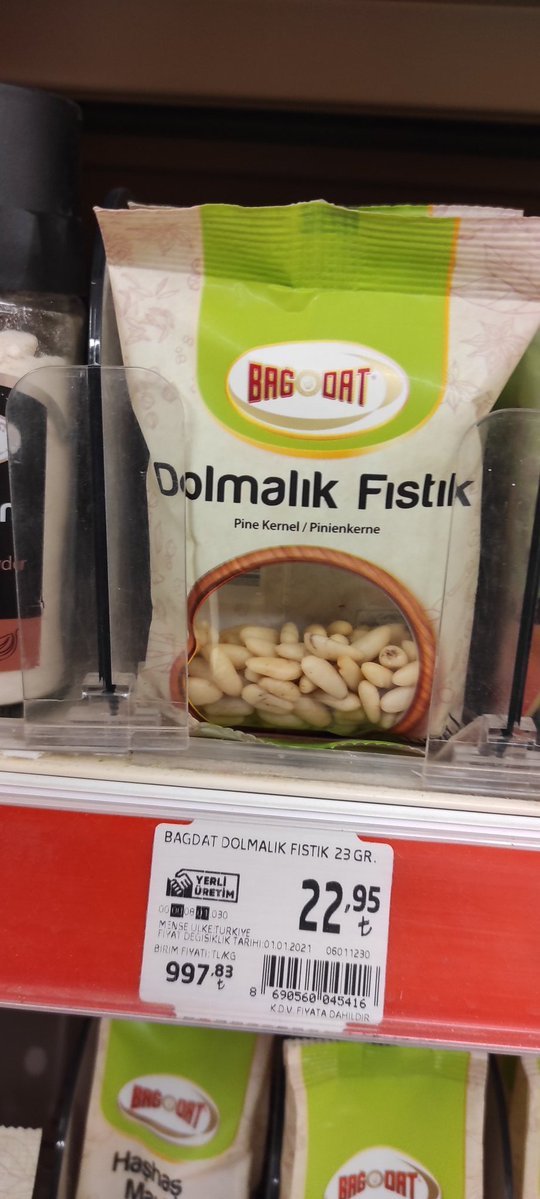 BAGDAT
Dolmalık Fıstık
Pine Kernel / Pinienkerne
BAGDAT DOLMALIK FISTIK 23 GR.
YERLİ
ÜRETİM
22,95
₺
MENŞE ÜLKE:TÜRKİYE
FİYAT DEĞİŞİKLİK TARİHİ:01.01.2021 06011230
BİRİM FİYATI: TL/KG
997,83
₺
8 690560 045416
K.D.V. FİYATA DAHİLDİR
BAGDAT
Haşhaş
BAGDAT